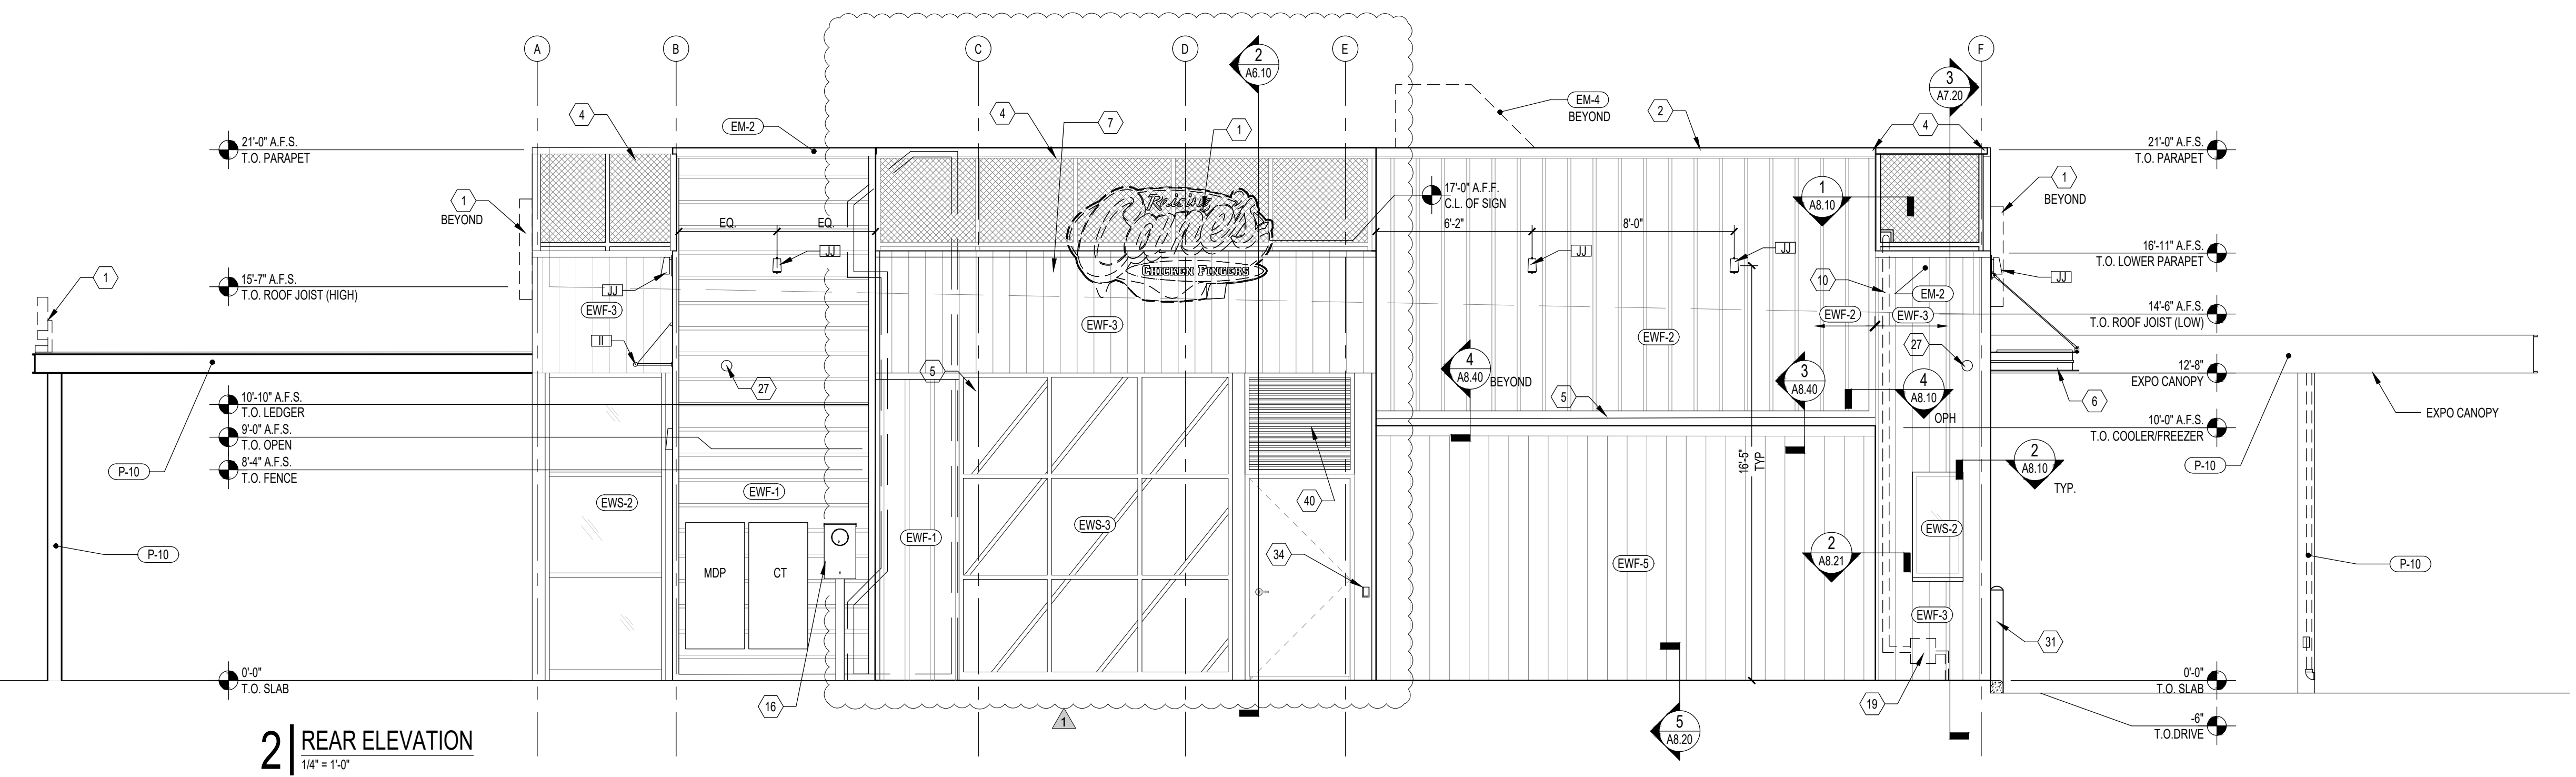 A
B
C
D
E
F
2
A6.10
3
A7.20
4
EM-2
4
7
1
EM-4
BEYOND
2
4
21'-0" A.F.S.
T.O. PARAPET
21'-0" A.F.S.
T.O. PARAPET
1
BEYOND
1
BEYOND
17'-0" A.F.F.
C.L. OF SIGN
1
A8.10
Raising
Cane's
CHICKEN FINGERS
EQ.
EQ.
6'-2"
8'-0"
JJ
JJ
JJ
JJ
JJ
16'-11" A.F.S.
T.O. LOWER PARAPET
1
15'-7" A.F.S.
T.O. ROOF JOIST (HIGH)
10
EM-2
EWF-3
EWF-3
EWF-2
EWF-2
EWF-3
14'-6" A.F.S.
T.O. ROOF JOIST (LOW)
II
27
27
P-10
4
A8.40
BEYOND
3
A8.40
4
A8.10
OPH
5
5
12'-8"
EXPO CANOPY
6
EXPO CANOPY
10'-10" A.F.S.
T.O. LEDGER
9'-0" A.F.S.
T.O. OPEN
8'-4" A.F.S.
T.O. FENCE
10'-0" A.F.S.
T.O. COOLER/FREEZER
P-10
16'-5"
TYP
2
A8.10
TYP.
EWS-2
EWF-1
40
EWF-1
EWS-3
EWS-2
P-10
34
2
A8.21
EWF-5
P-10
MDP
CT
EWF-3
31
0'-0"
T.O. SLAB
0'-0"
T.O. SLAB
16
19
1
5
A8.20
-6"
T.O.DRIVE
2
REAR ELEVATION
1/4" = 1'-0"